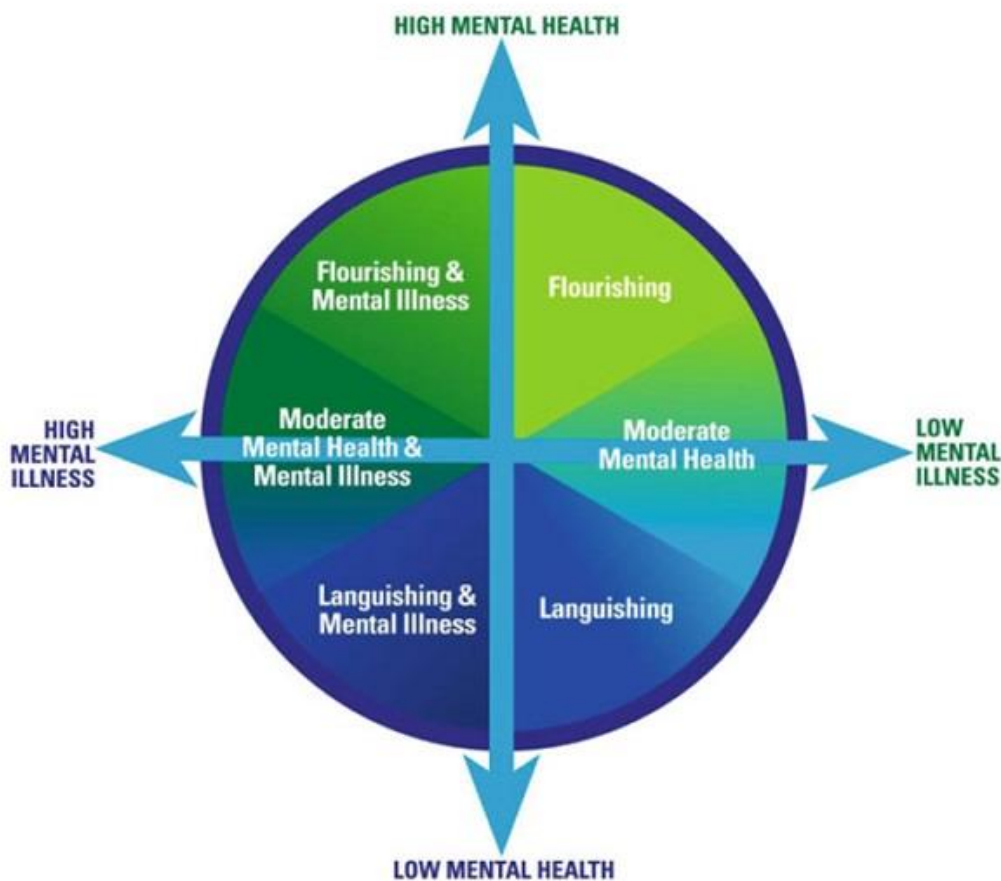 HIGH MENTAL HEALTH
Flourishing &
Mental Illness
Flourishing
Moderate
Mental Health &
Mental Illness
Moderate
Mental Health
HIGH
MENTAL
ILLNESS
LOW
MENTAL
ILLNESS
Languishing &
Mental Illness
Languishing
LOW MENTAL HEALTH